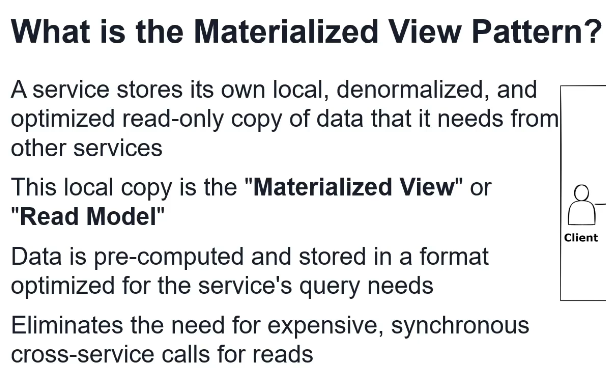 What is the Materialized View Pattern?
A service stores its own local, denormalized, and
optimized read-only copy of data that it needs from
other services
This local copy is the "Materialized View" or
"Read Model"
Data is pre-computed and stored in a format
optimized for the service's query needs
Eliminates the need for expensive, synchronous
cross-service calls for reads
Client